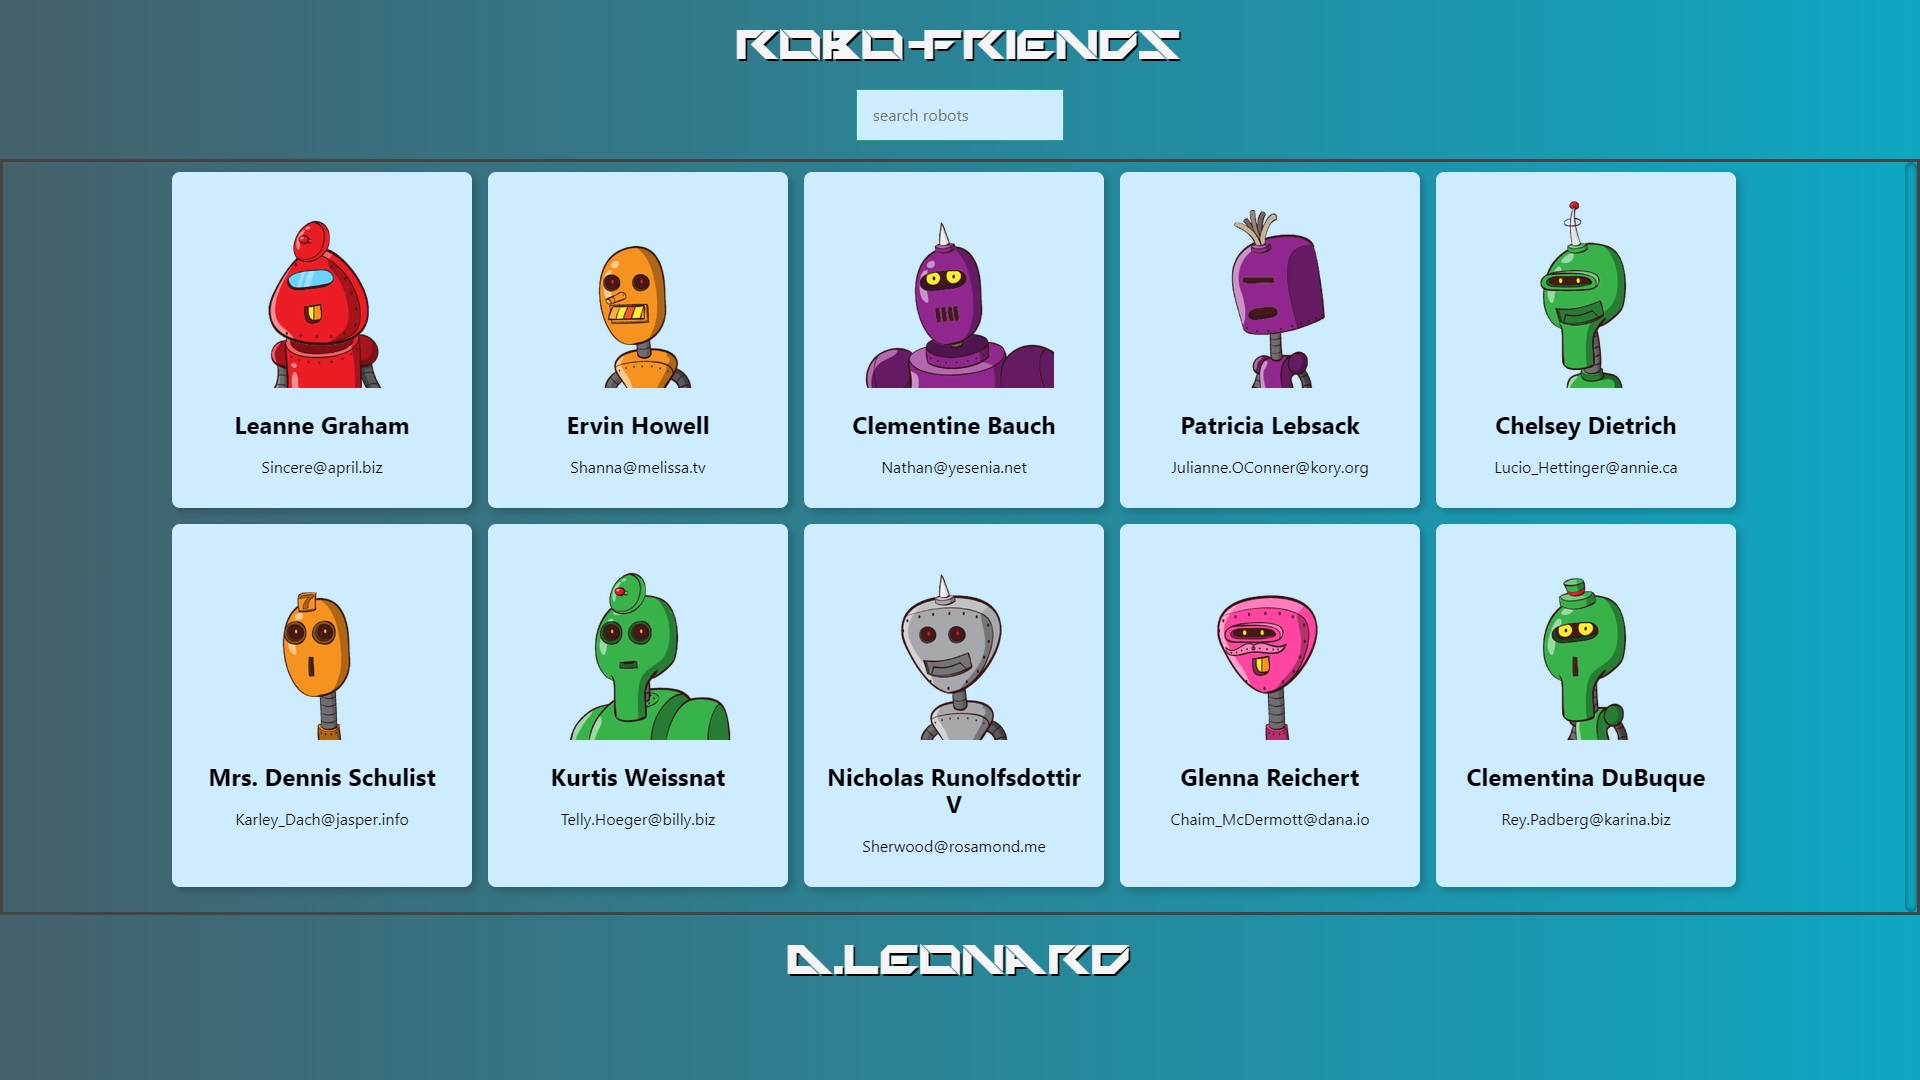 ROBO-FRIENDS
search robots
Leanne Graham
Sincere@april.biz
Ervin Howell
Shanna@melissa.tv
Clementine Bauch
Nathan@yesenia.net
Patricia Lebsack
Julianne.OConner@kory.org
Chelsey Dietrich
Lucio_Hettinger@annie.ca
7
Mrs. Dennis Schulist
Karley_Dach@jasper.info
Kurtis Weissnat
Telly.Hoeger@billy.biz
Nicholas Runolfsdottir
V
Sherwood@rosamond.me
Glenna Reichert
Chaim_McDermott@dana.io
Clementina DuBuque
Rey.Padberg@karina.biz
A.LEONARD